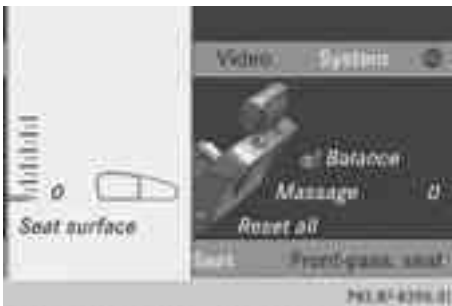 Video System
Balance
0
Massage 0
Seat surface
Reset all
Seat Front-pass. seat